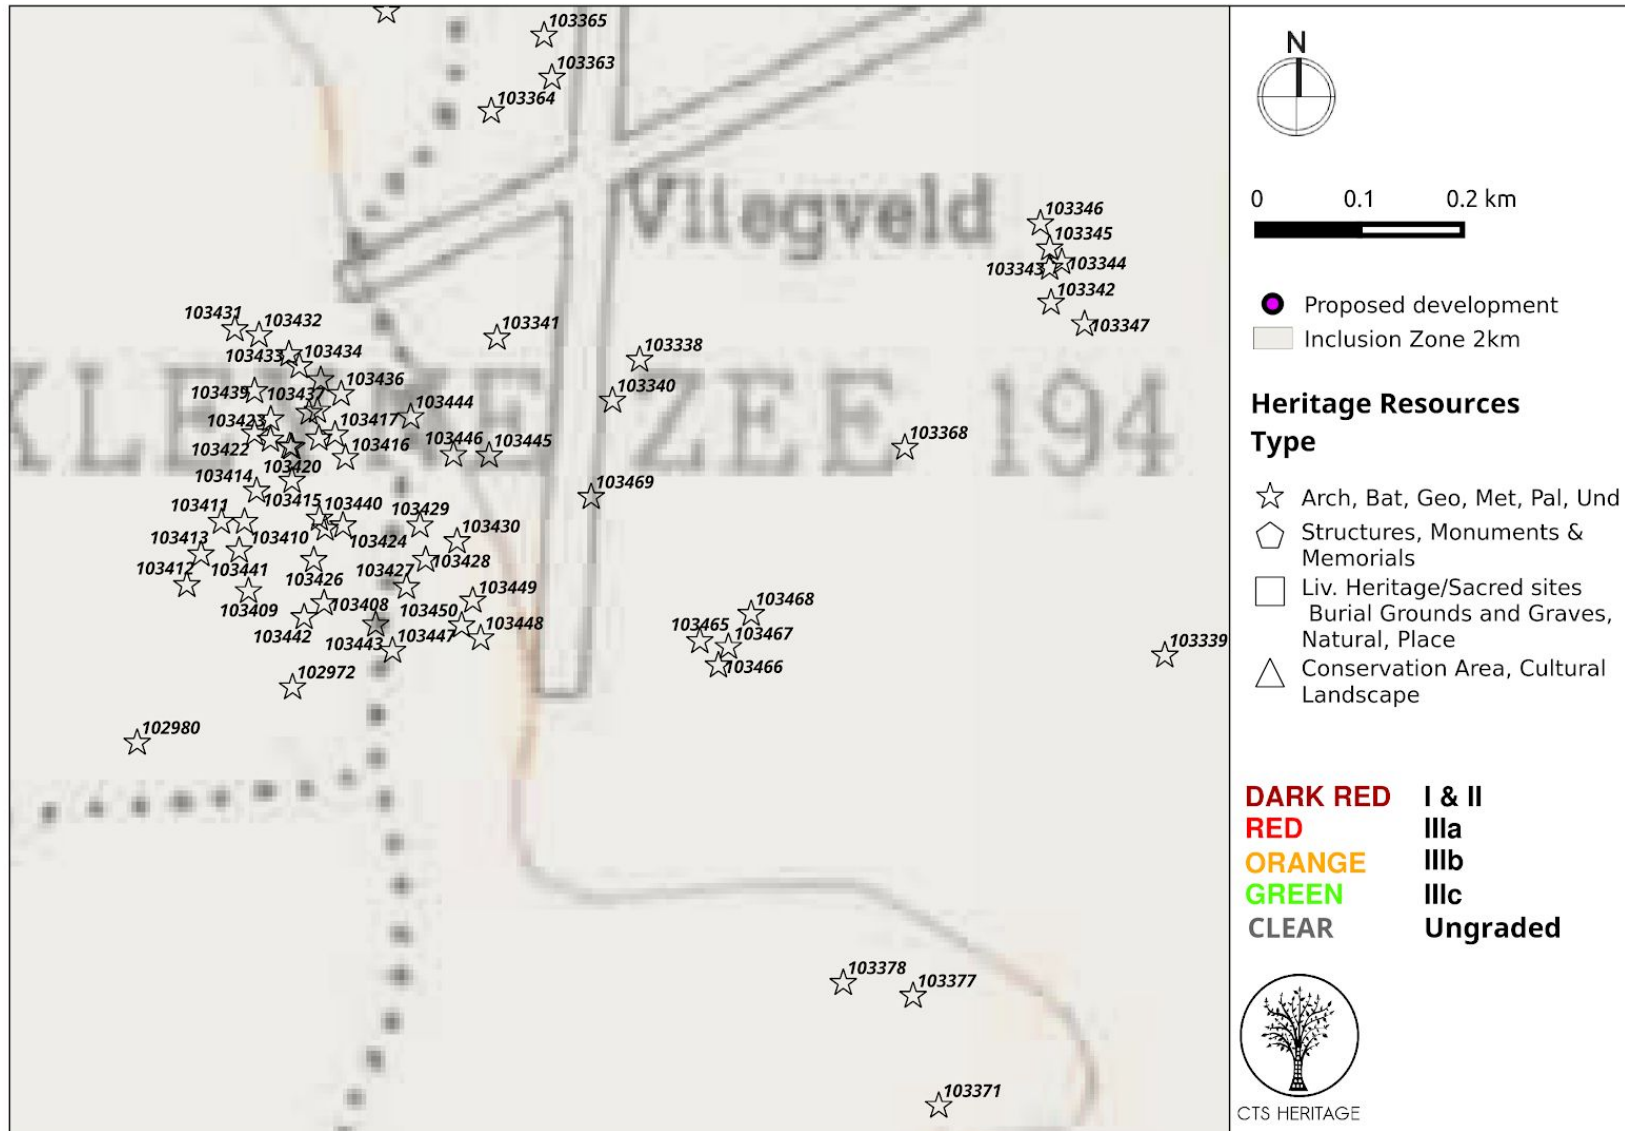 103365
103363
103364
Vliegveld
103346
103345
103343
103344
103342
103347
103431
103432
103341
103433
103434
103338
KLEYNE ZEE 194
103439
103437
103436
103340
103423
103417
103444
103422
103416
103446
103445
103368
103420
103414
103469
103411
103415
103440
103429
103413
103410
103424
103430
103412
103441
103426
103427
103428
103409
103408
103450
103449
103468
103442
103443
103447
103448
103465
103467
103466
103339
102972
102980
103378
103377
103371
N
0 0.1 0.2 km
Proposed development
Inclusion Zone 2km
Heritage Resources
Type
Arch, Bat, Geo, Met, Pal, Und
Structures, Monuments &
Memorials
Liv. Heritage/Sacred sites
Burial Grounds and Graves,
Natural, Place
Conservation Area, Cultural
Landscape
DARK RED I & II
RED IIIa
ORANGE IIIb
GREEN IIIc
CLEAR Ungraded
CTS HERITAGE